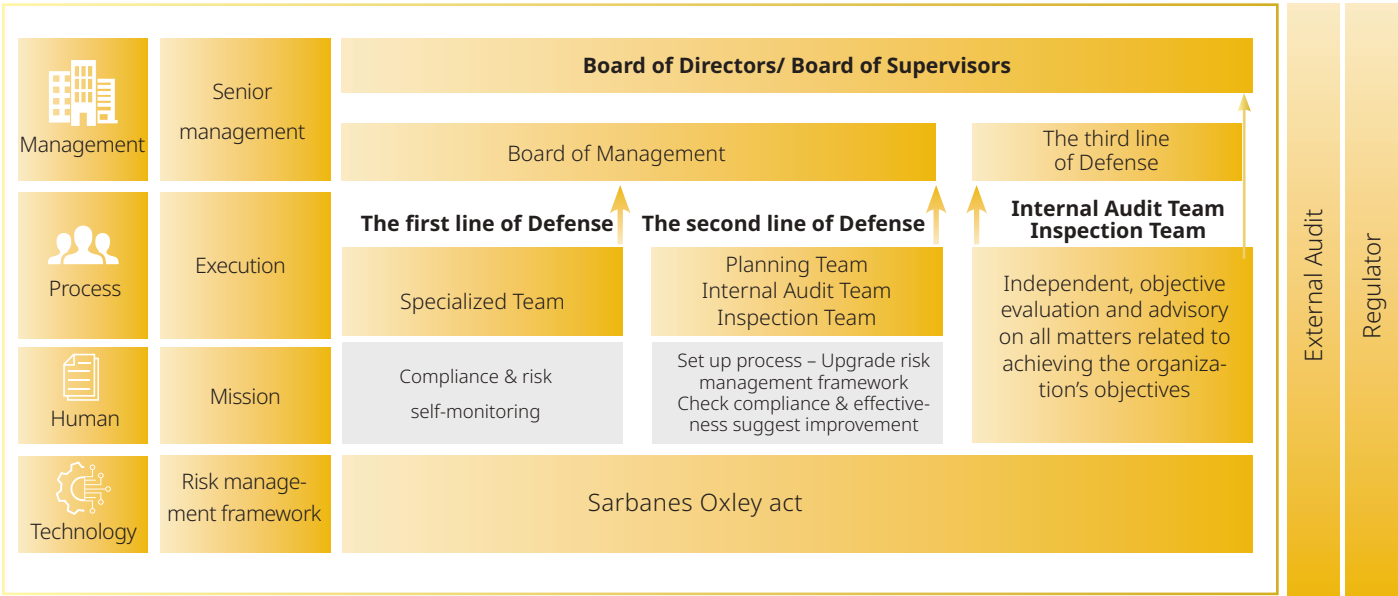 Management
Senior
management
Board of Directors/ Board of Supervisors
Board of Management
The third line
of Defense
Process
Execution
The first line of Defense
Specialized Team
The second line of Defense
Planning Team
Internal Audit Team
Inspection Team
Internal Audit Team
Inspection Team
Independent, objective
evaluation and advisory
on all matters related to
achieving the organiza-
tion's objectives
Human
Mission
Compliance & risk
self-monitoring
Set up process – Upgrade risk
management framework
Check compliance & effective-
ness suggest improvement
Technology
Risk manage-
ment framework
Sarbanes Oxley act
External Audit
Regulator